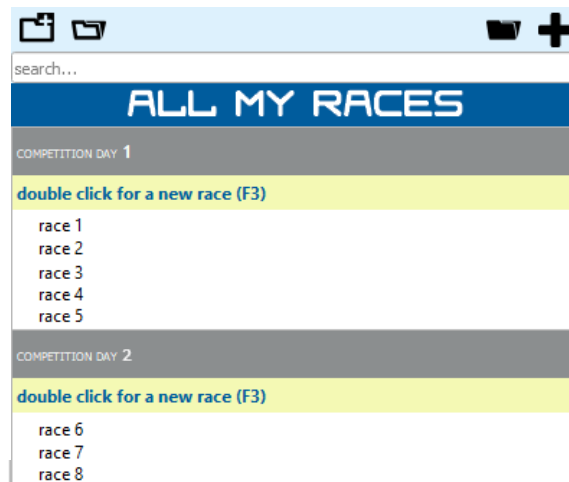 search...
ALL MY RACES
COMPETITION DAY 1
double click for a new race (F3)
race 1
race 2
race 3
race 4
race 5
COMPETITION DAY 2
double click for a new race (F3)
race 6
race 7
race 8